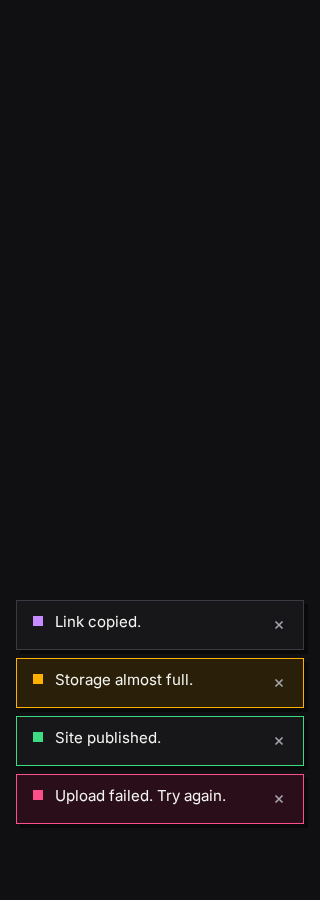 Link copied. ×
Storage almost full. ×
Site published. ×
Upload failed. Try again. ×